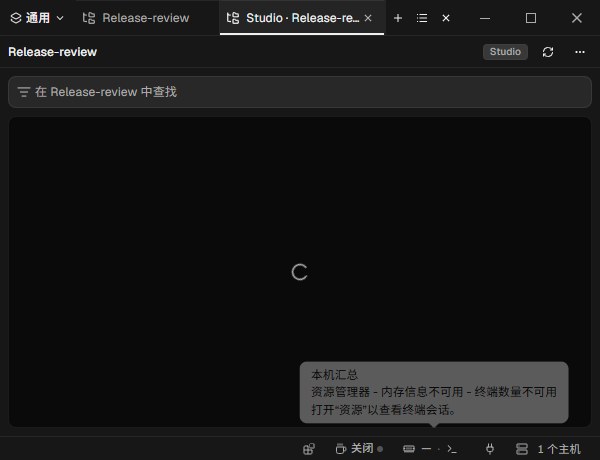 通用
Release-review
Studio · Release-re...
Release-review
Studio
在 Release-review 中查找
本机汇总
资源管理器 - 内存信息不可用 - 终端数量不可用
打开“资源”以查看终端会话。
关闭
— ·
1 个主机